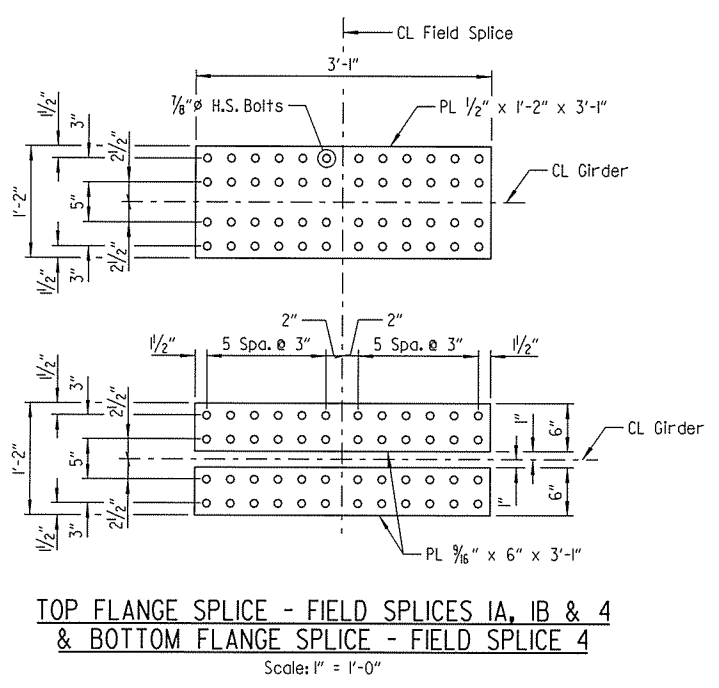 CL Field Splice
3'-1"
7/8"ø H.S. Bolts
PL 1/2" x 1'-2" x 3'-1"
1 1/2"
3"
2 1/2"
CL Girder
1'-2"
5"
1 1/2"
3"
2 1/2"
2"
2"
1 1/2"
5 Spa. @ 3"
5 Spa. @ 3"
1 1/2"
1 1/2"
3"
2 1/2"
1"
6"
CL Girder
1'-2"
5"
1 1/2"
3"
2 1/2"
1"
6"
PL 9/16" x 6" x 3'-1"
TOP FLANGE SPLICE - FIELD SPLICES 1A, 1B & 4
& BOTTOM FLANGE SPLICE - FIELD SPLICE 4
Scale: 1" = 1'-0"